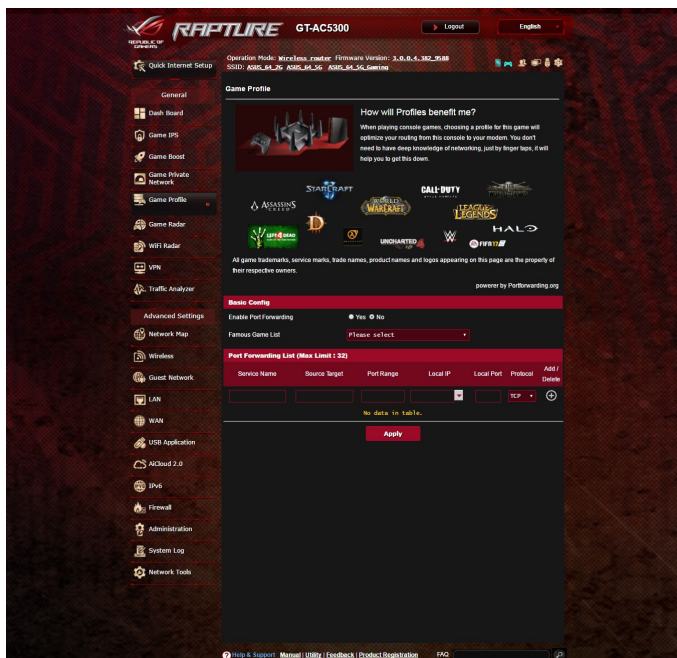 REPUBLIC OF GAMERS
RAPTURE GT-AC5300 Logout English
Operation Mode: Wireless router Firmware Version: 3.0.0.4.382_9588
SSID: ASUS_64_2G ASUS_64_5G ASUS_64_5G_Gaming
Quick Internet Setup
General
Dash Board
Game IPS
Game Boost
Game Private
Network
Game Profile
Game Radar
WiFi Radar
VPN
Traffic Analyzer
Advanced Settings
Network Map
Wireless
Guest Network
LAN
WAN
USB Application
AiCloud 2.0
IPv6
Firewall
Administration
System Log
Network Tools
Game Profile
How will Profiles benefit me?
When playing console games, choosing a profile for this game will
optimize your routing from this console to your modem. You don't
need to have deep knowledge of networking, just by finger taps, it will
help you to get this down.
STARCRAFT
CALL·DUTY
ASSASSIN'S
CREED
WORLD
WARCRAFT
LEAGUE
LEGENDS
LEFT 4 DEAD
D
UNCHARTED 4
W
HALO
FIFA 17
All game trademarks, service marks, trade names, product names and logos appearing on this page are the property of
their respective owners.
powerer by Portforwarding.org
Basic Config
Enable Port Forwarding Yes No
Famous Game List Please select
Port Forwarding List (Max Limit : 32)
Service Name Source Target Port Range Local IP Local Port Protocol Add / Delete
TCP
No data in table.
Apply
Help & Support Manual | Utility | Feedback | Product Registration FAQ